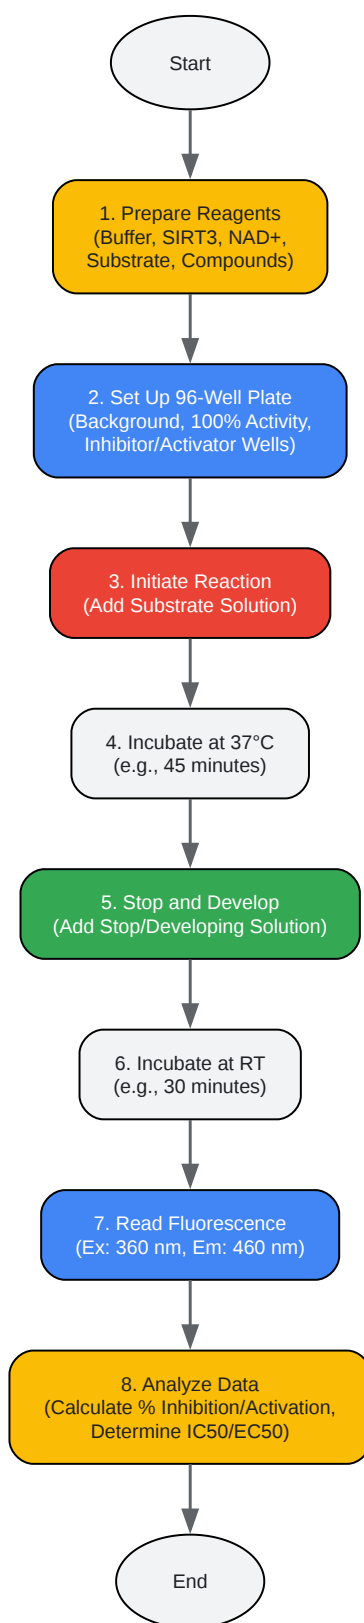 Start
1. Prepare Reagents
(Buffer, SIRT3, NAD+,
Substrate, Compounds)
2. Set Up 96-Well Plate
(Background, 100% Activity,
Inhibitor/Activator Wells)
3. Initiate Reaction
(Add Substrate Solution)
4. Incubate at 37°C
(e.g., 45 minutes)
5. Stop and Develop
(Add Stop/Developing Solution)
6. Incubate at RT
(e.g., 30 minutes)
7. Read Fluorescence
(Ex: 360 nm, Em: 460 nm)
8. Analyze Data
(Calculate % Inhibition/Activation,
Determine IC50/EC50)
End